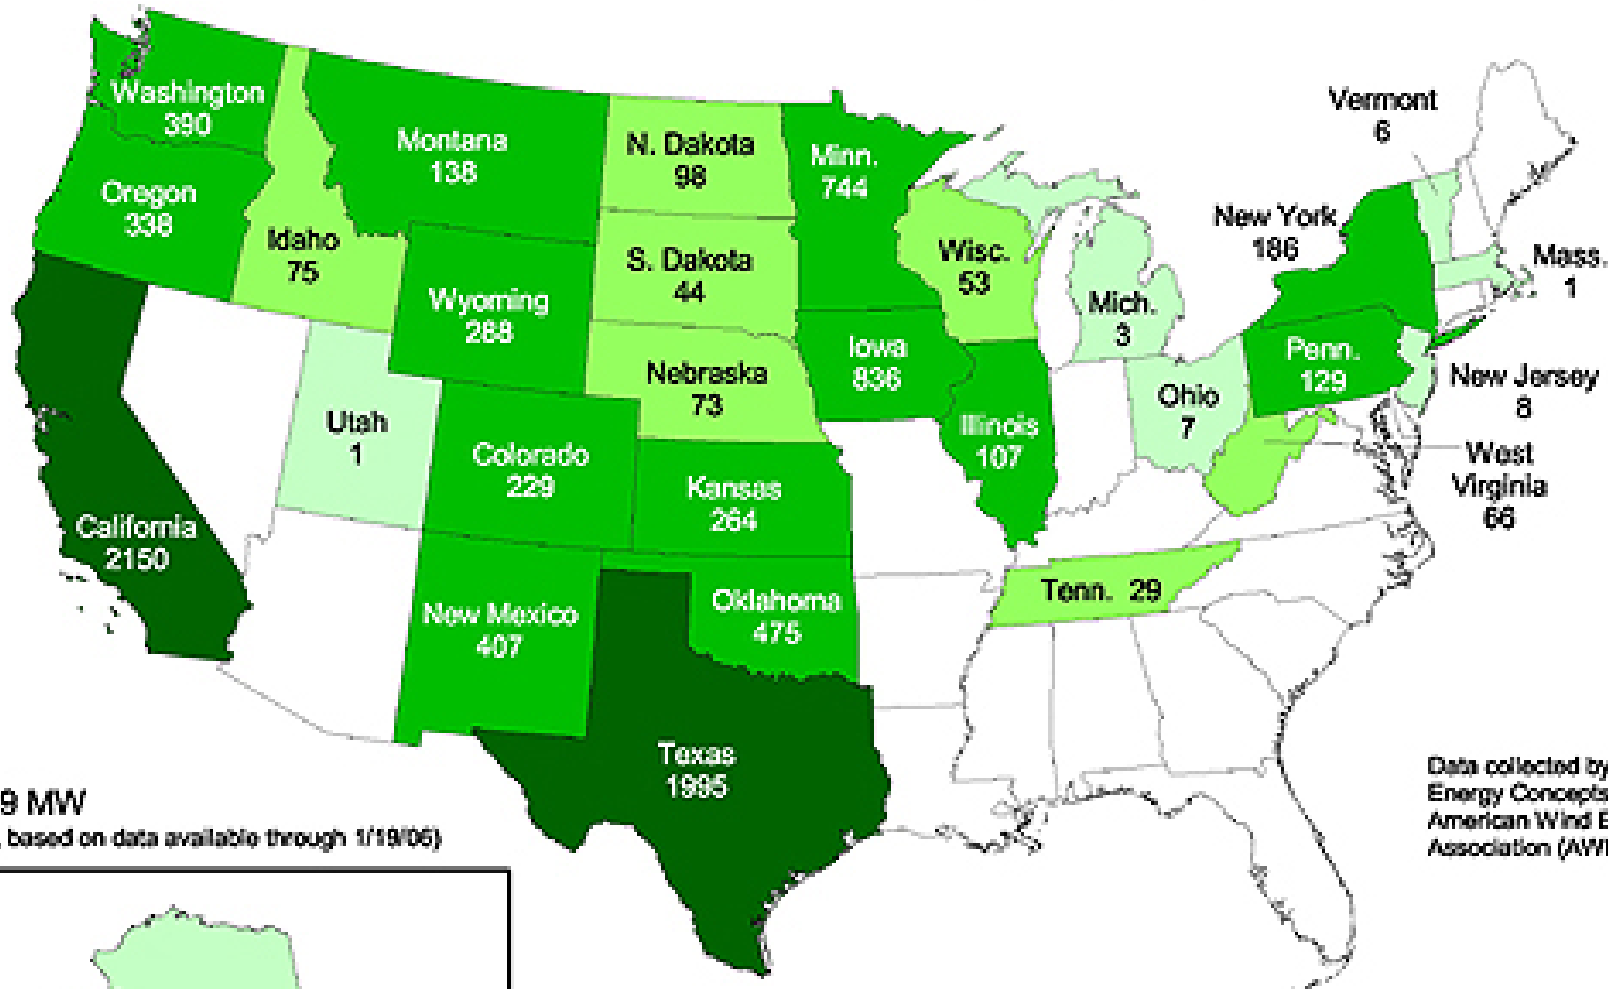 Washington
390
Montana
138
N. Dakota
98
Minn.
744
Vermont
6
Oregon
338
Idaho
75
Wyoming
288
S. Dakota
44
Wisc.
53
New York
186
Mass.
1
Mich.
3
Nebraska
73
Iowa
836
Penn.
129
New Jersey
8
Utah
1
Colorado
229
Kansas
264
Illinois
107
Ohio
7
West
Virginia
66
California
2150
New Mexico
407
Oklahoma
475
Tenn. 29
Texas
1995
9 MW
, based on data available through 1/19/06)
Data collected by
Energy Concepts
American Wind E
Association (AW